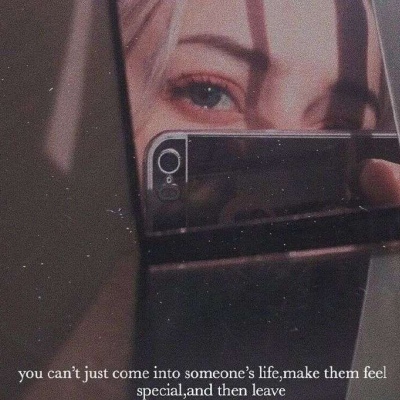 you can't just come into someone's life,make them feel
special,and then leave